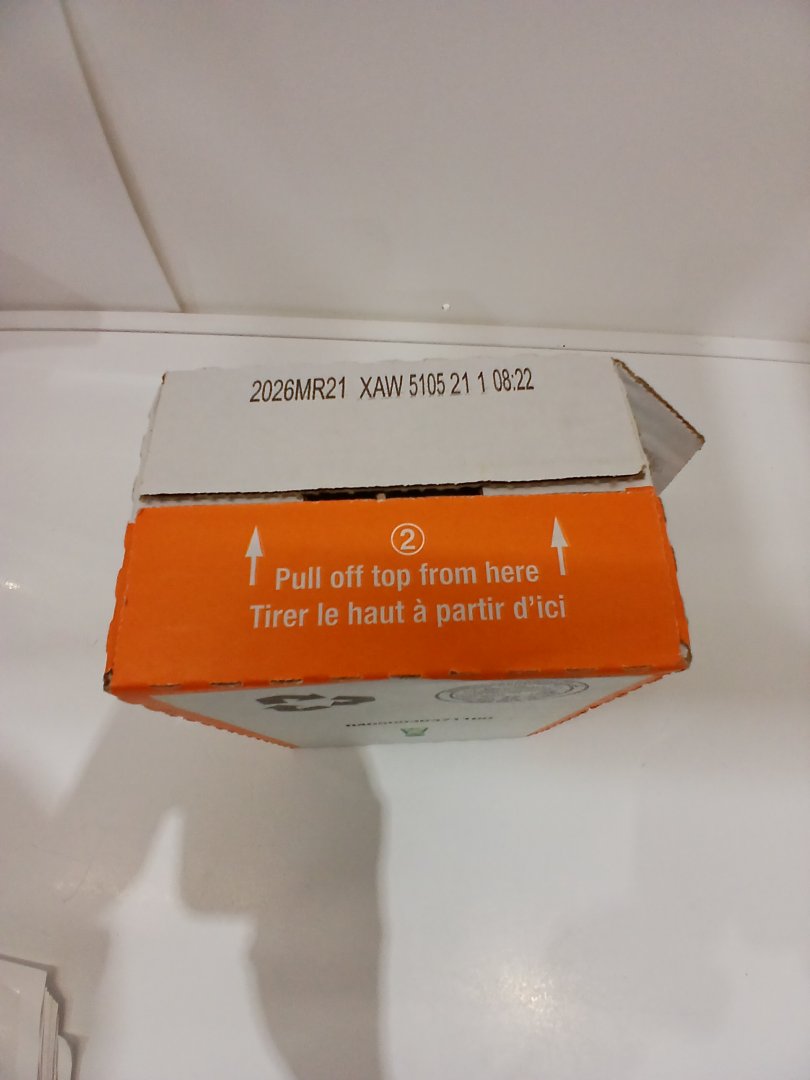 2026MR21 XAW 5105 21 1 08:22
2
Pull off top from here
Tirer le haut à partir d'ici